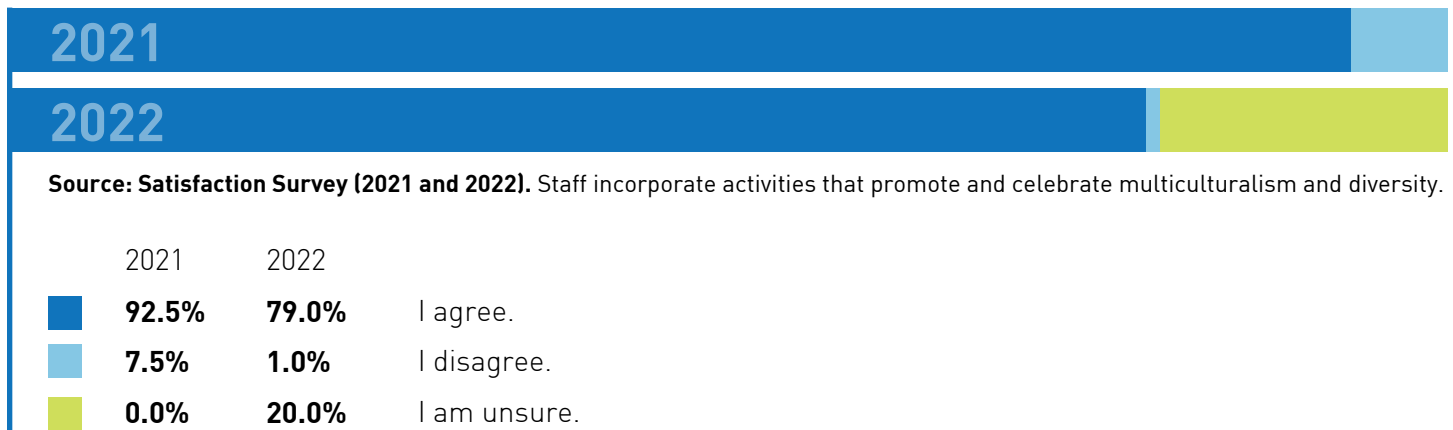 2021
2022
Source: Satisfaction Survey (2021 and 2022). Staff incorporate activities that promote and celebrate multiculturalism and diversity.
2021 2022
92.5% 79.0% I agree.
7.5% 1.0% I disagree.
0.0% 20.0% I am unsure.